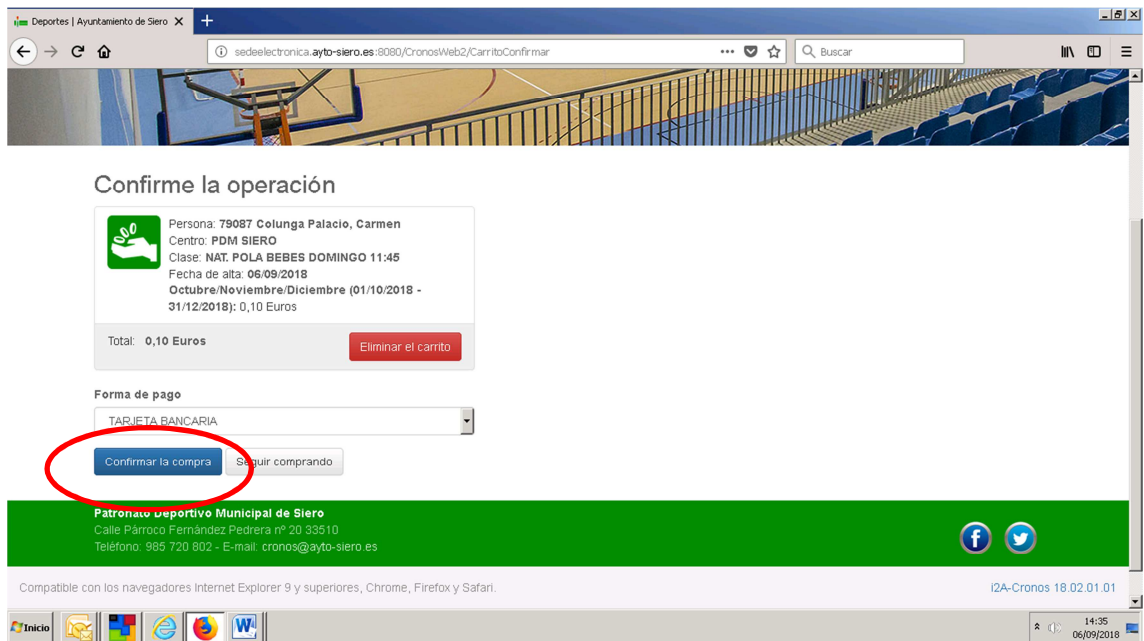 Deportes | Ayuntamiento de Siero
sedeelectronica.ayto-siero.es:8080/CronosWeb2/CarritoConfirmar
Buscar
Confirme la operación
Persona: 79087 Colunga Palacio, Carmen
Centro: PDM SIERO
Clase: NAT. POLA BEBES DOMINGO 11:45
Fecha de alta: 06/09/2018
Octubre/Noviembre/Diciembre (01/10/2018 -
31/12/2018): 0,10 Euros
Total: 0,10 Euros
Eliminar el carrito
Forma de pago
TARJETA BANCARIA
Confirmar la compra
Seguir comprando
Patronato Deportivo Municipal de Siero
Calle Párroco Fernández Pedrera nº 20 33510
Teléfono: 985 720 802 - E-mail: cronos@ayto-siero.es
Compatible con los navegadores Internet Explorer 9 y superiores, Chrome, Firefox y Safari.
i2A-Cronos 18.02.01.01
Inicio
14:35
06/09/2018